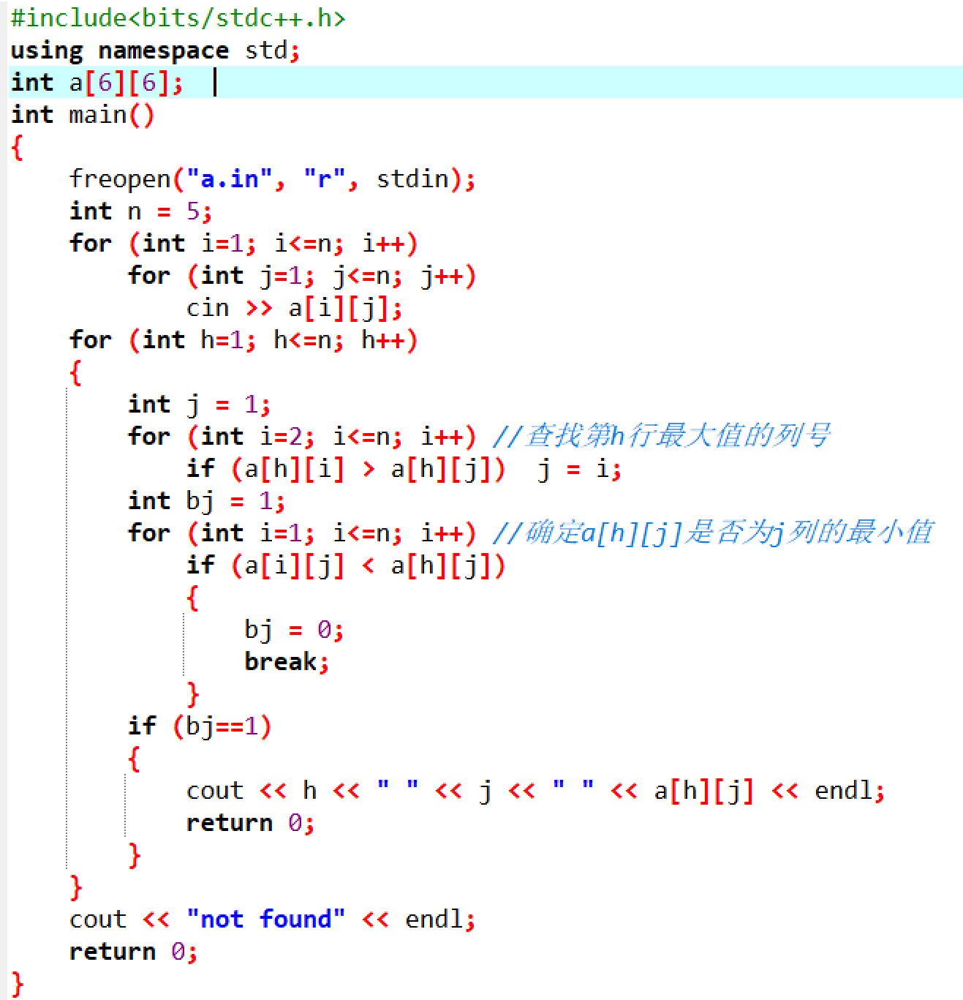 #include<bits/stdc++.h>
using namespace std;
int a[6][6];
int main()
{
    freopen("a.in", "r", stdin);
    int n = 5;
    for (int i=1; i<=n; i++)
        for (int j=1; j<=n; j++)
            cin >> a[i][j];
    for (int h=1; h<=n; h++)
    {
        int j = 1;
        for (int i=2; i<=n; i++) //查找第h行最大值的列号
            if (a[h][i] > a[h][j])  j = i;
        int bj = 1;
        for (int i=1; i<=n; i++) //确定a[h][j]是否为j列的最小值
            if (a[i][j] < a[h][j])
            {
                bj = 0;
                break;
            }
        if (bj==1)
        {
            cout << h << " " << j << " " << a[h][j] << endl;
            return 0;
        }
    }
    cout << "not found" << endl;
    return 0;
}